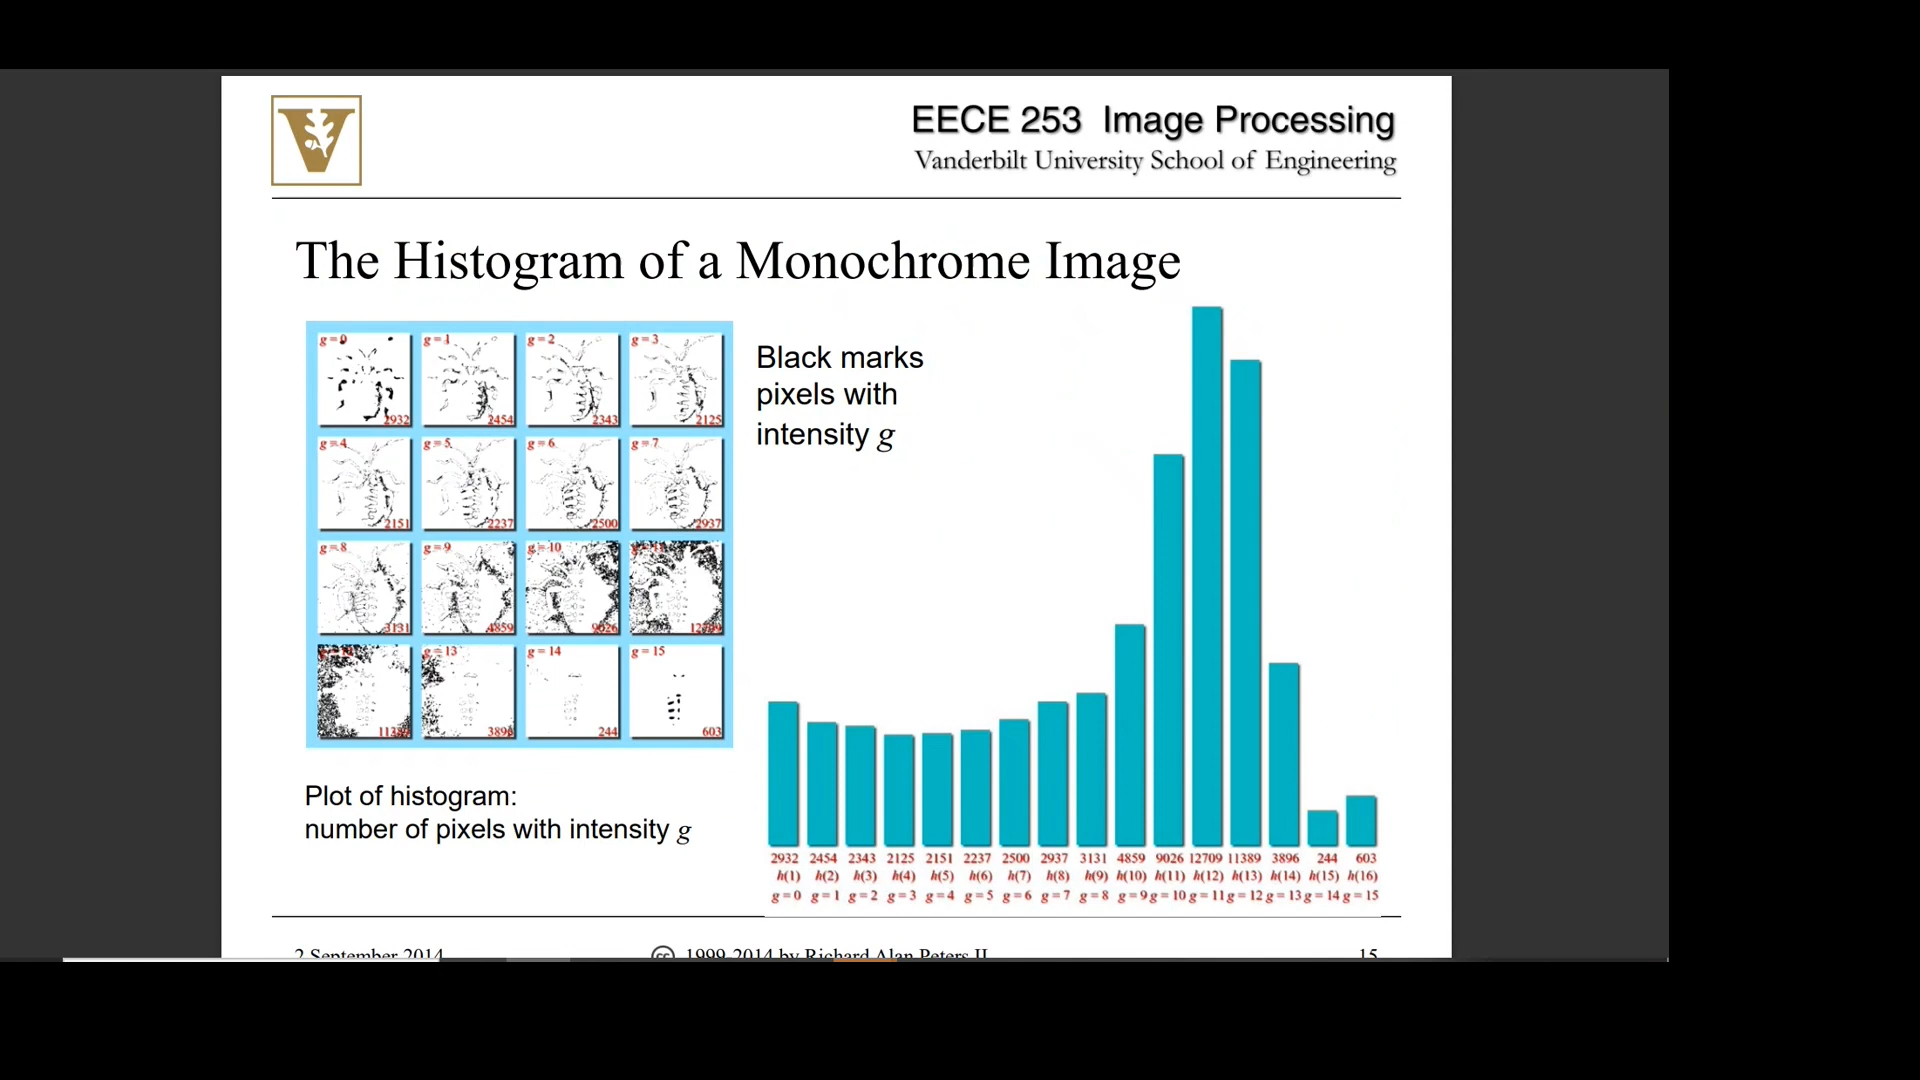 EECE 253 Image Processing
Vanderbilt University School of Engineering
The Histogram of a Monochrome Image
g = 0 g = 1 g = 2 g = 3
2932 2454 2343 2125
g = 4 g = 5 g = 6 g = 7
2151 2237 2500 2937
g = 8 g = 9 g = 10
3131 4859 9026 12709
g = 13 g = 14 g = 15
3896 244 603
Black marks
pixels with
intensity g
Plot of histogram:
number of pixels with intensity g
2932 2454 2343 2125 2151 2237 2500 2937 3131 4859 9026 12709 11389 3896 244 603
h(1) h(2) h(3) h(4) h(5) h(6) h(7) h(8) h(9) h(10) h(11) h(12) h(13) h(14) h(15) h(16)
g = 0 g = 1 g = 2 g = 3 g = 4 g = 5 g = 6 g = 7 g = 8 g = 9 g = 10 g = 11 g = 12 g = 13 g = 14 g = 15
2 September 2014
cc 1999-2014 by Richard Alan Peters II
15